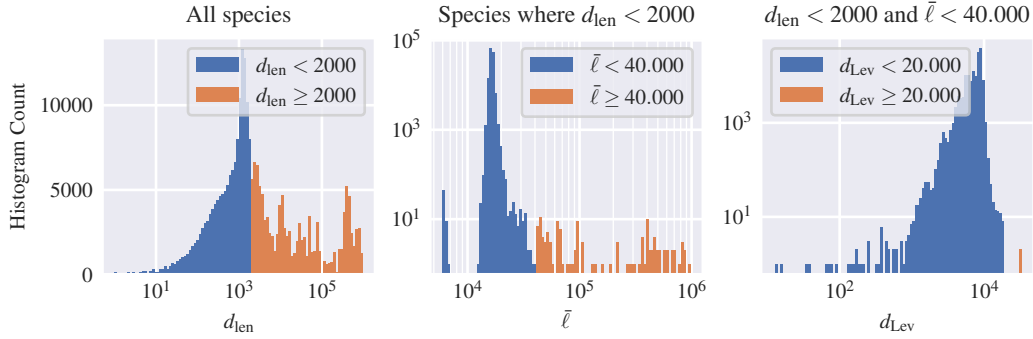 All species
Species where d_len < 2000
d_len < 2000 and ℓ̄ < 40.000
Histogram Count
10000
5000
0
d_len < 2000
d_len ≥ 2000
10^1
10^3
10^5
d_len
10^5
10^3
10^1
ℓ̄ < 40.000
ℓ̄ ≥ 40.000
10^4
10^5
10^6
ℓ̄
10^3
10^1
d_Lev < 20.000
d_Lev ≥ 20.000
10^2
10^4
d_Lev